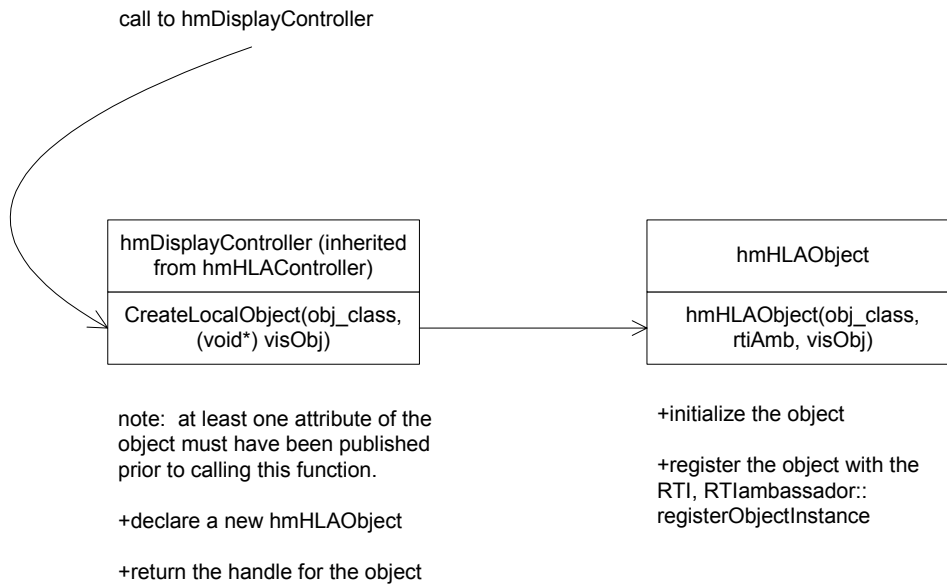 call to hmDisplayController
hmDisplayController (inherited
from hmHLAController)
CreateLocalObject(obj_class,
(void*) visObj)
hmHLAObject
hmHLAObject(obj_class,
rtiAmb, visObj)
note:  at least one attribute of the
object must have been published
prior to calling this function.
+declare a new hmHLAObject
+return the handle for the object
+initialize the object
+register the object with the
RTI, RTIambassador::
registerObjectInstance